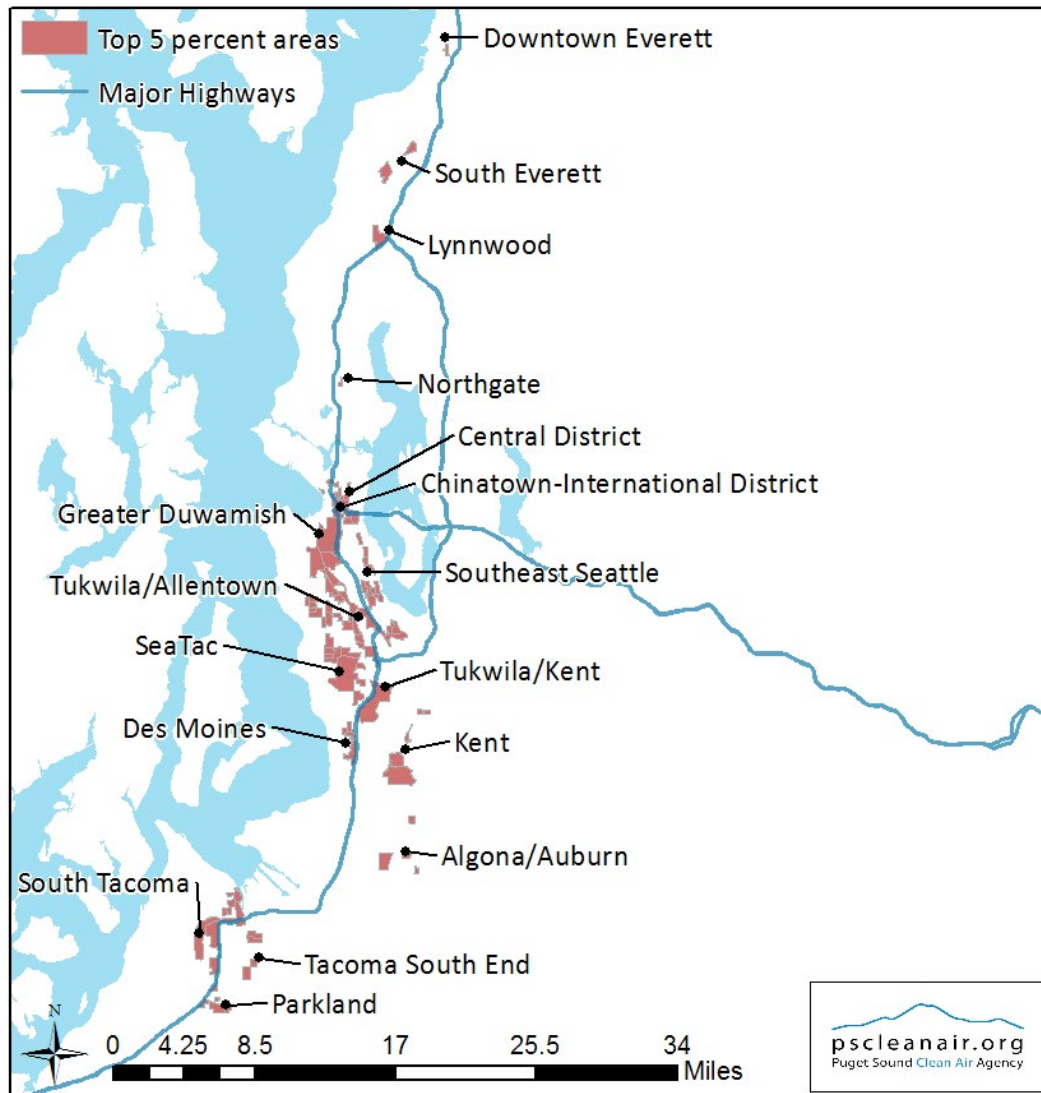 Top 5 percent areas
Major Highways
Downtown Everett
South Everett
Lynnwood
Northgate
Central District
Chinatown-International District
Greater Duwamish
Southeast Seattle
Tukwila/Allentown
SeaTac
Tukwila/Kent
Des Moines
Kent
Algona/Auburn
South Tacoma
Tacoma South End
Parkland
N
0 4.25 8.5 17 25.5 34
Miles
pscleanair.org
Puget Sound Clean Air Agency